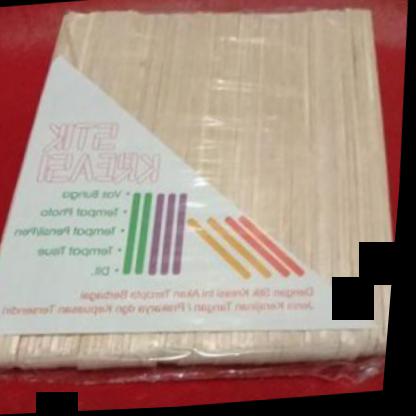 STIK
KREASI
• Vas Bunga
• Tempat Photo
• Tempat Pensil/Pen
• Tempat Tisue
• Dll.
Dengan Stik Kreasi Ini Akan Tercipta Berbagai
Jenis Kerajinan Tangan / Prakarya dgn Kepuasan Tersendiri